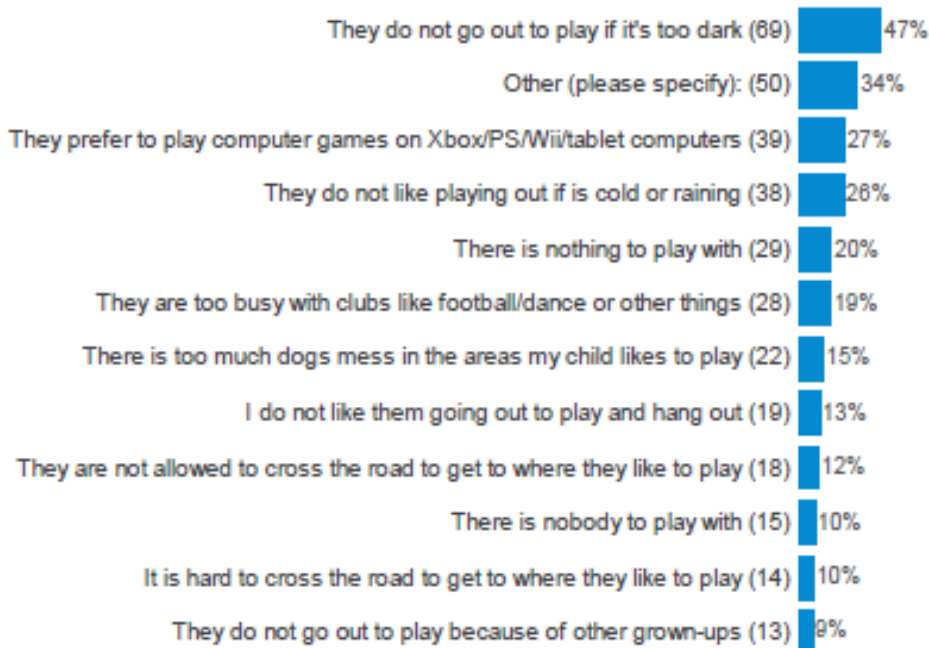 They do not go out to play if it's too dark (69) 47%
Other (please specify): (50) 34%
They prefer to play computer games on Xbox/PS/Wii/tablet computers (39) 27%
They do not like playing out if is cold or raining (38) 26%
There is nothing to play with (29) 20%
They are too busy with clubs like football/dance or other things (28) 19%
There is too much dogs mess in the areas my child likes to play (22) 15%
I do not like them going out to play and hang out (19) 13%
They are not allowed to cross the road to get to where they like to play (18) 12%
There is nobody to play with (15) 10%
It is hard to cross the road to get to where they like to play (14) 10%
They do not go out to play because of other grown-ups (13) 9%